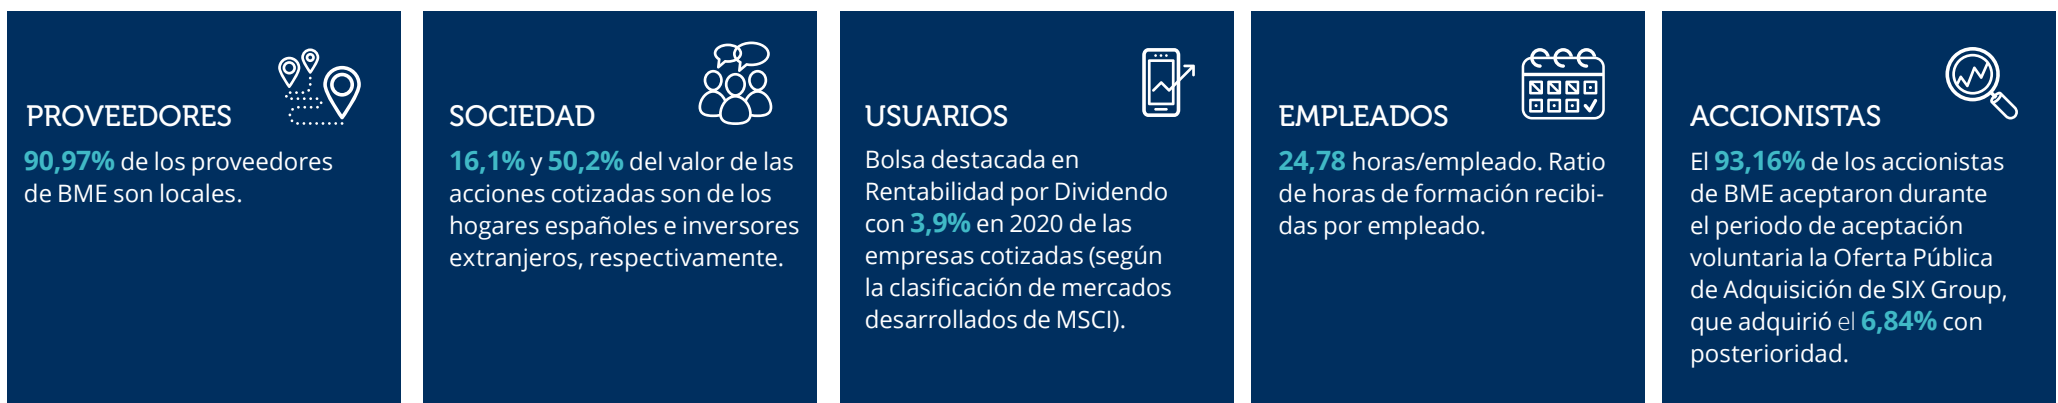 PROVEEDORES
90,97% de los proveedores
de BME son locales.
SOCIEDAD
16,1% y 50,2% del valor de las
acciones cotizadas son de los
hogares españoles e inversores
extranjeros, respectivamente.
USUARIOS
Bolsa destacada en
Rentabilidad por Dividendo
con 3,9% en 2020 de las
empresas cotizadas (según
la clasificación de mercados
desarrollados de MSCI).
EMPLEADOS
24,78 horas/empleado. Ratio
de horas de formación recibi-
das por empleado.
ACCIONISTAS
El 93,16% de los accionistas
de BME aceptaron durante
el periodo de aceptación
voluntaria la Oferta Pública
de Adquisición de SIX Group,
que adquirió el 6,84% con
posterioridad.